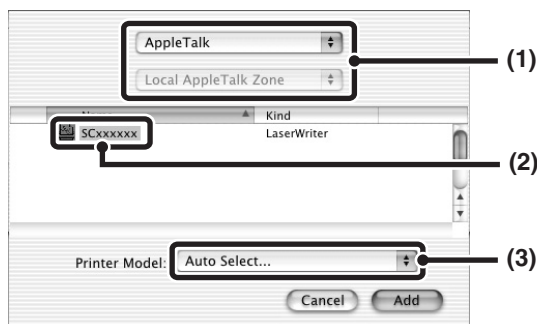 AppleTalk
(1)
Local AppleTalk Zone
Kind
SCxxxxxx LaserWriter
(2)
Printer Model: Auto Select...
(3)
Cancel Add